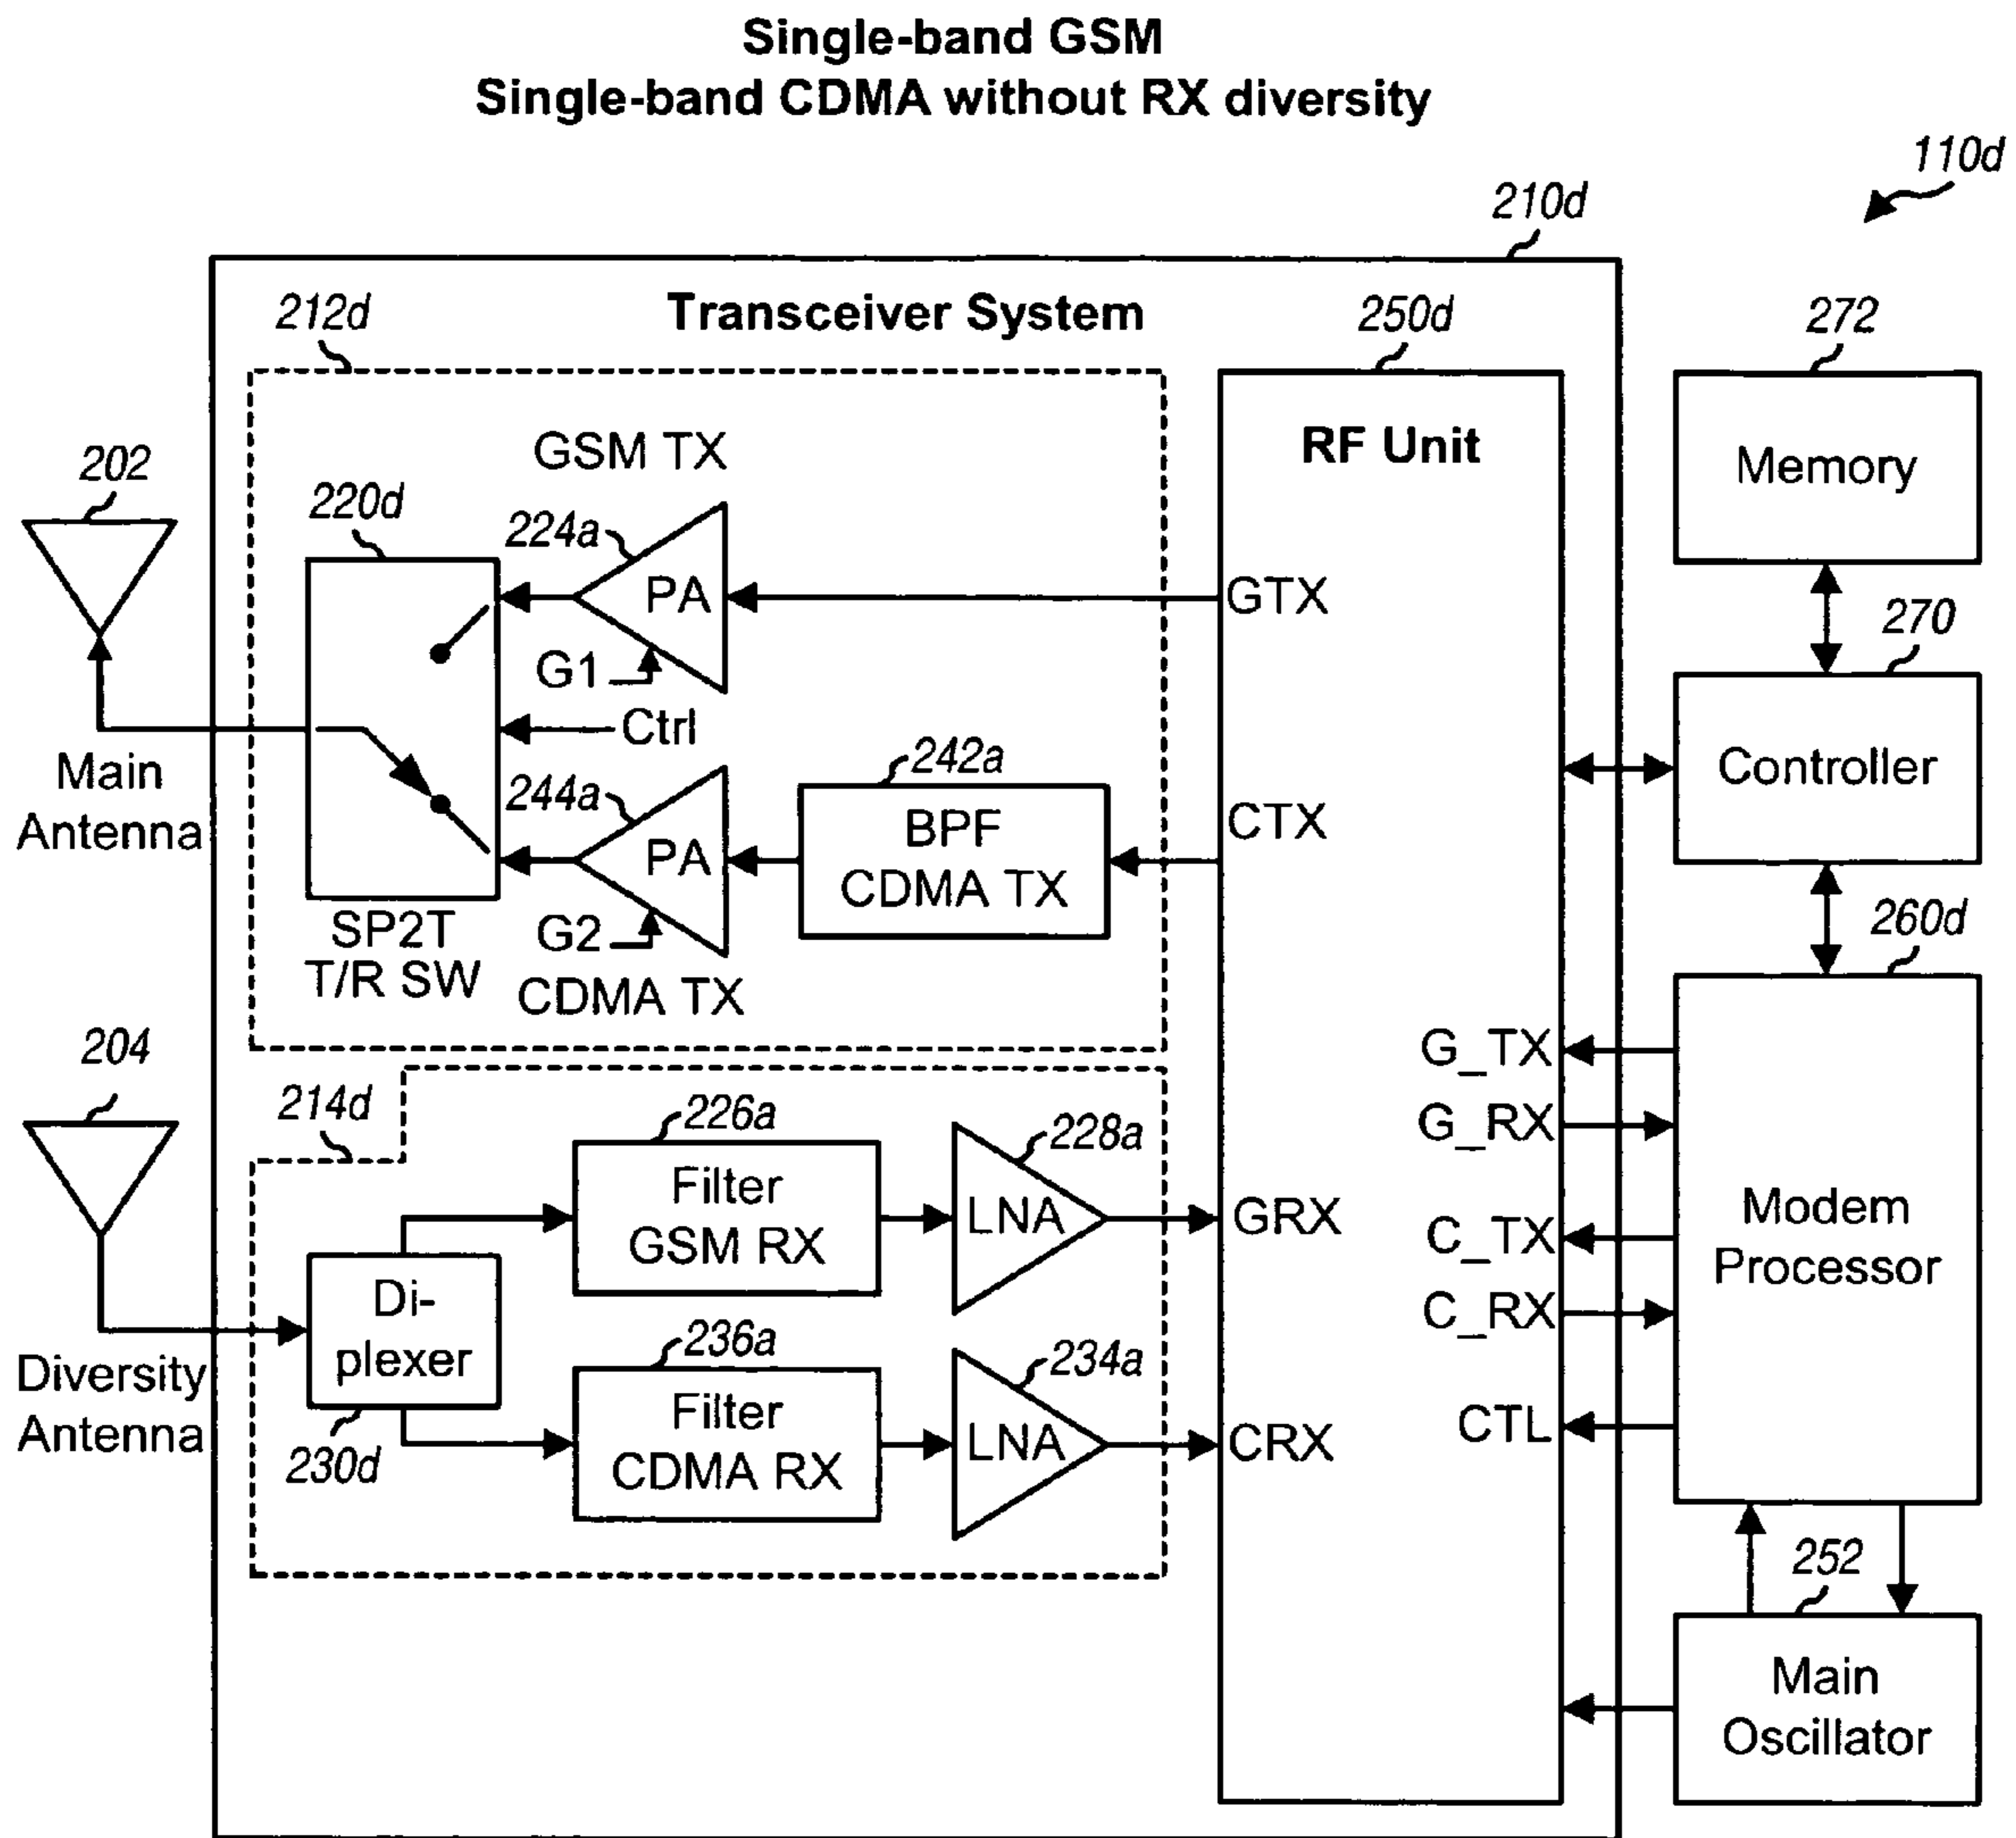 Single-band GSM
Single-band CDMA without RX diversity
110d
210d
Transceiver System
212d
250d
272
RF Unit
Memory
GSM TX
202
220d
224a
PA
GTX
G1
270
Ctrl
Main
Antenna
Controller
242a
244a
PA
BPF
CDMA TX
CTX
G2
SP2T
T/R SW
CDMA TX
260d
204
214d
G_TX
226a
228a
G_RX
Filter
GSM RX
LNA
GRX
C_TX
Modem
Processor
Di-
plexer
C_RX
236a
234a
Diversity
Antenna
230d
Filter
CDMA RX
LNA
CRX
CTL
252
Main
Oscillator